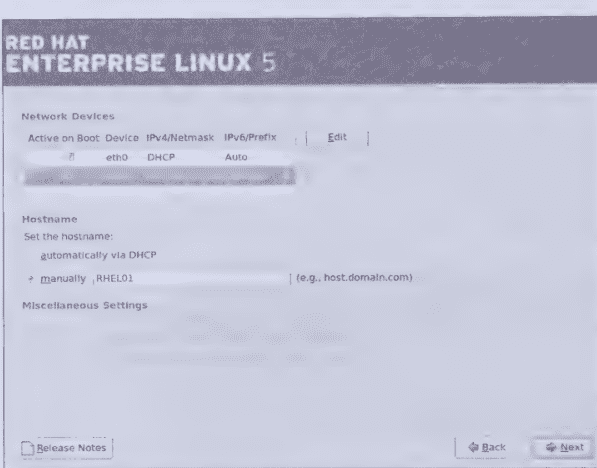 RED HAT
ENTERPRISE LINUX 5
Network Devices
Active on Boot Device IPv4/Netmask IPv6/Prefix Edit
eth0 DHCP Auto
Hostname
Set the hostname:
automatically via DHCP
manually RHEL01 (e.g., host.domain.com)
Miscellaneous Settings
Release Notes Back Next